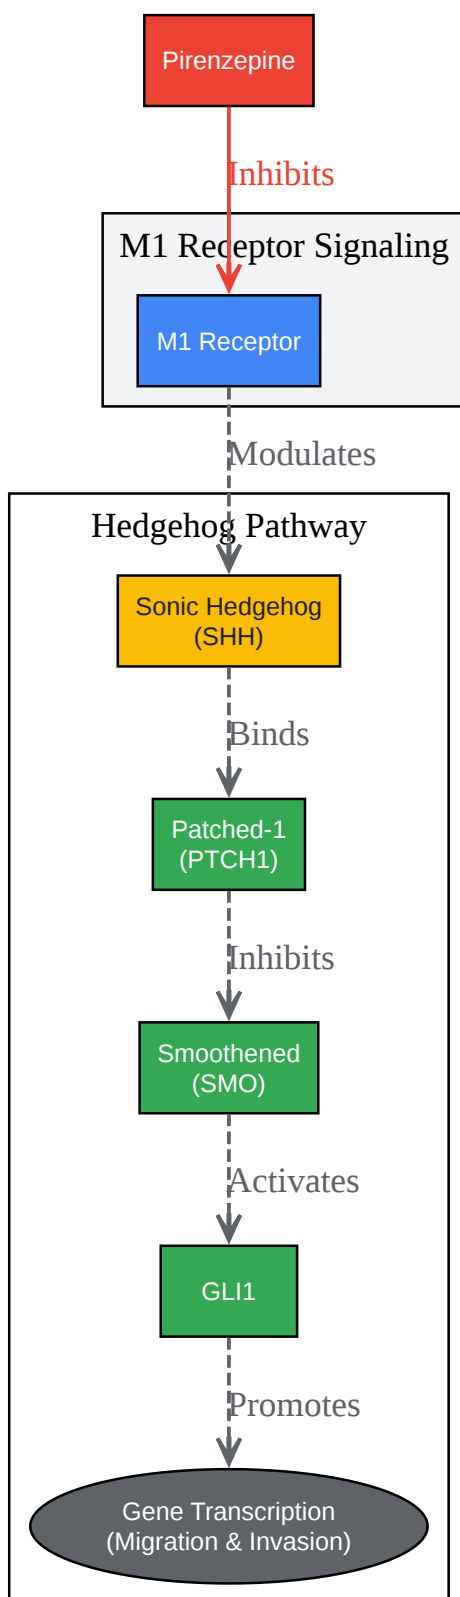 Pirenzepine
Inhibits
M1 Receptor Signaling
M1 Receptor
Modulates
Hedgehog Pathway
Sonic Hedgehog
(SHH)
Binds
Patched-1
(PTCH1)
Inhibits
Smoothened
(SMO)
Activates
GLI1
Promotes
Gene Transcription
(Migration & Invasion)